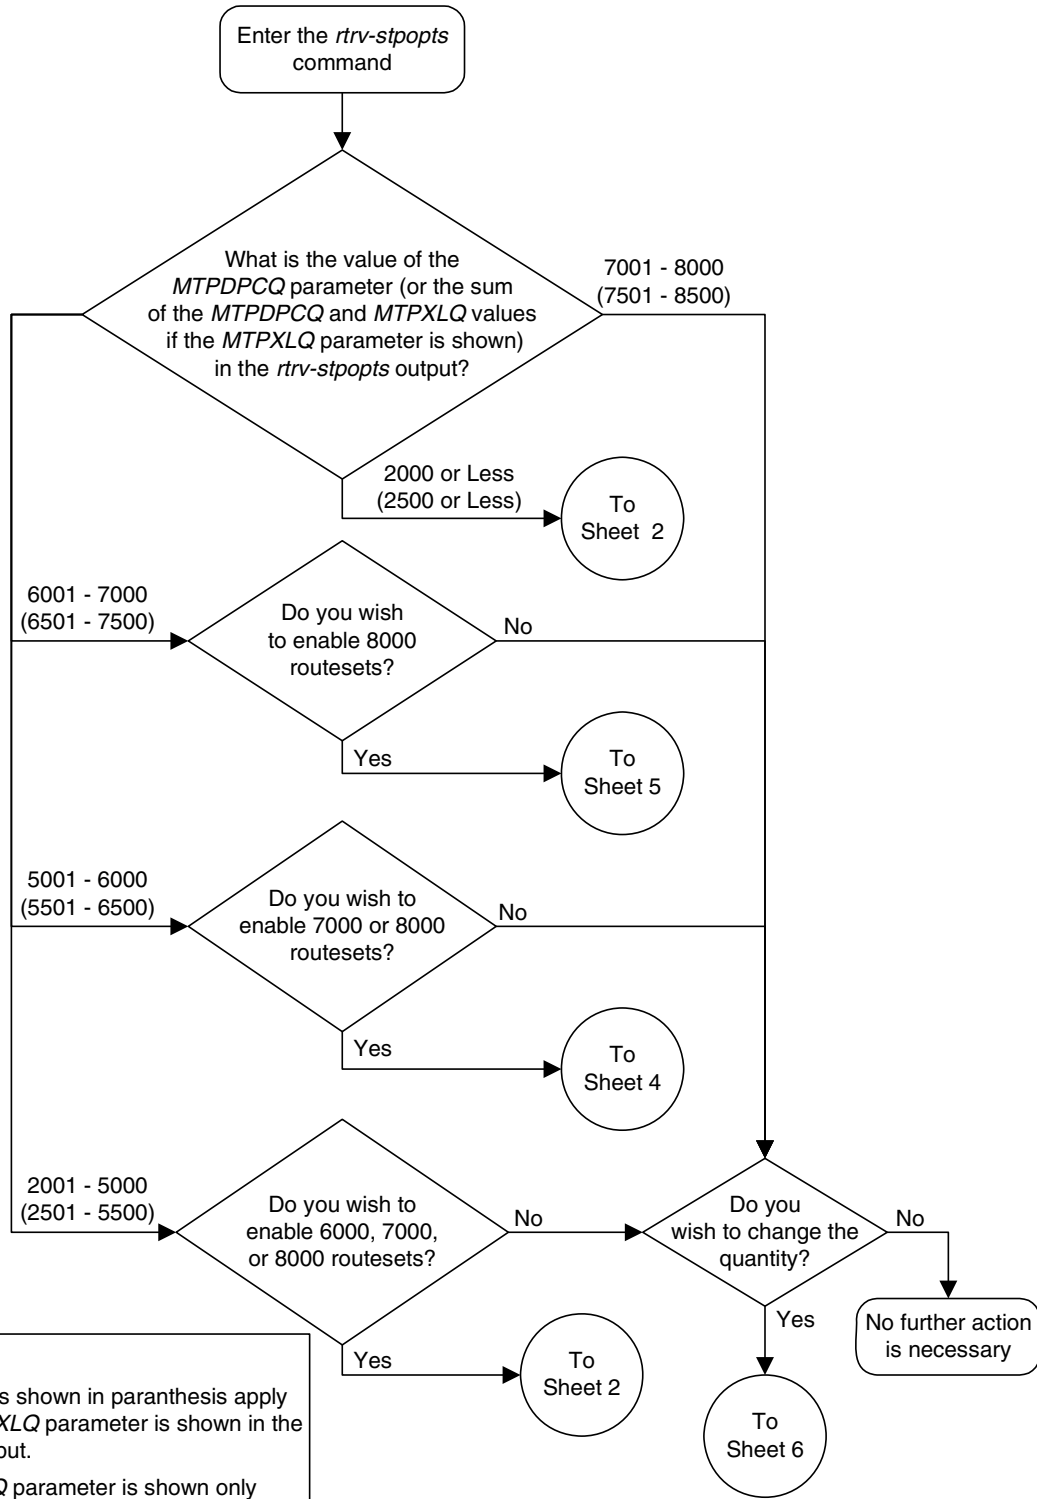 Enter the rtrv-stpopts
command
What is the value of the
MTPDPCQ parameter (or the sum
of the MTPDPCQ and MTPXLQ values
if the MTPXLQ parameter is shown)
in the rtrv-stpopts output?
7001 - 8000
(7501 - 8500)
2000 or Less
(2500 or Less)
To
Sheet 2
6001 - 7000
(6501 - 7500)
Do you wish
to enable 8000
routesets?
No
Yes
To
Sheet 5
5001 - 6000
(5501 - 6500)
Do you wish to
enable 7000 or 8000
routesets?
No
Yes
To
Sheet 4
2001 - 5000
(2501 - 5500)
Do you wish to
enable 6000, 7000,
or 8000 routesets?
No
Do you
wish to change the
quantity?
No
Yes
No further action
is necessary
Yes
To
Sheet 2
To
Sheet 6
s shown in paranthesis apply
XLQ parameter is shown in the
out.
Q parameter is shown only